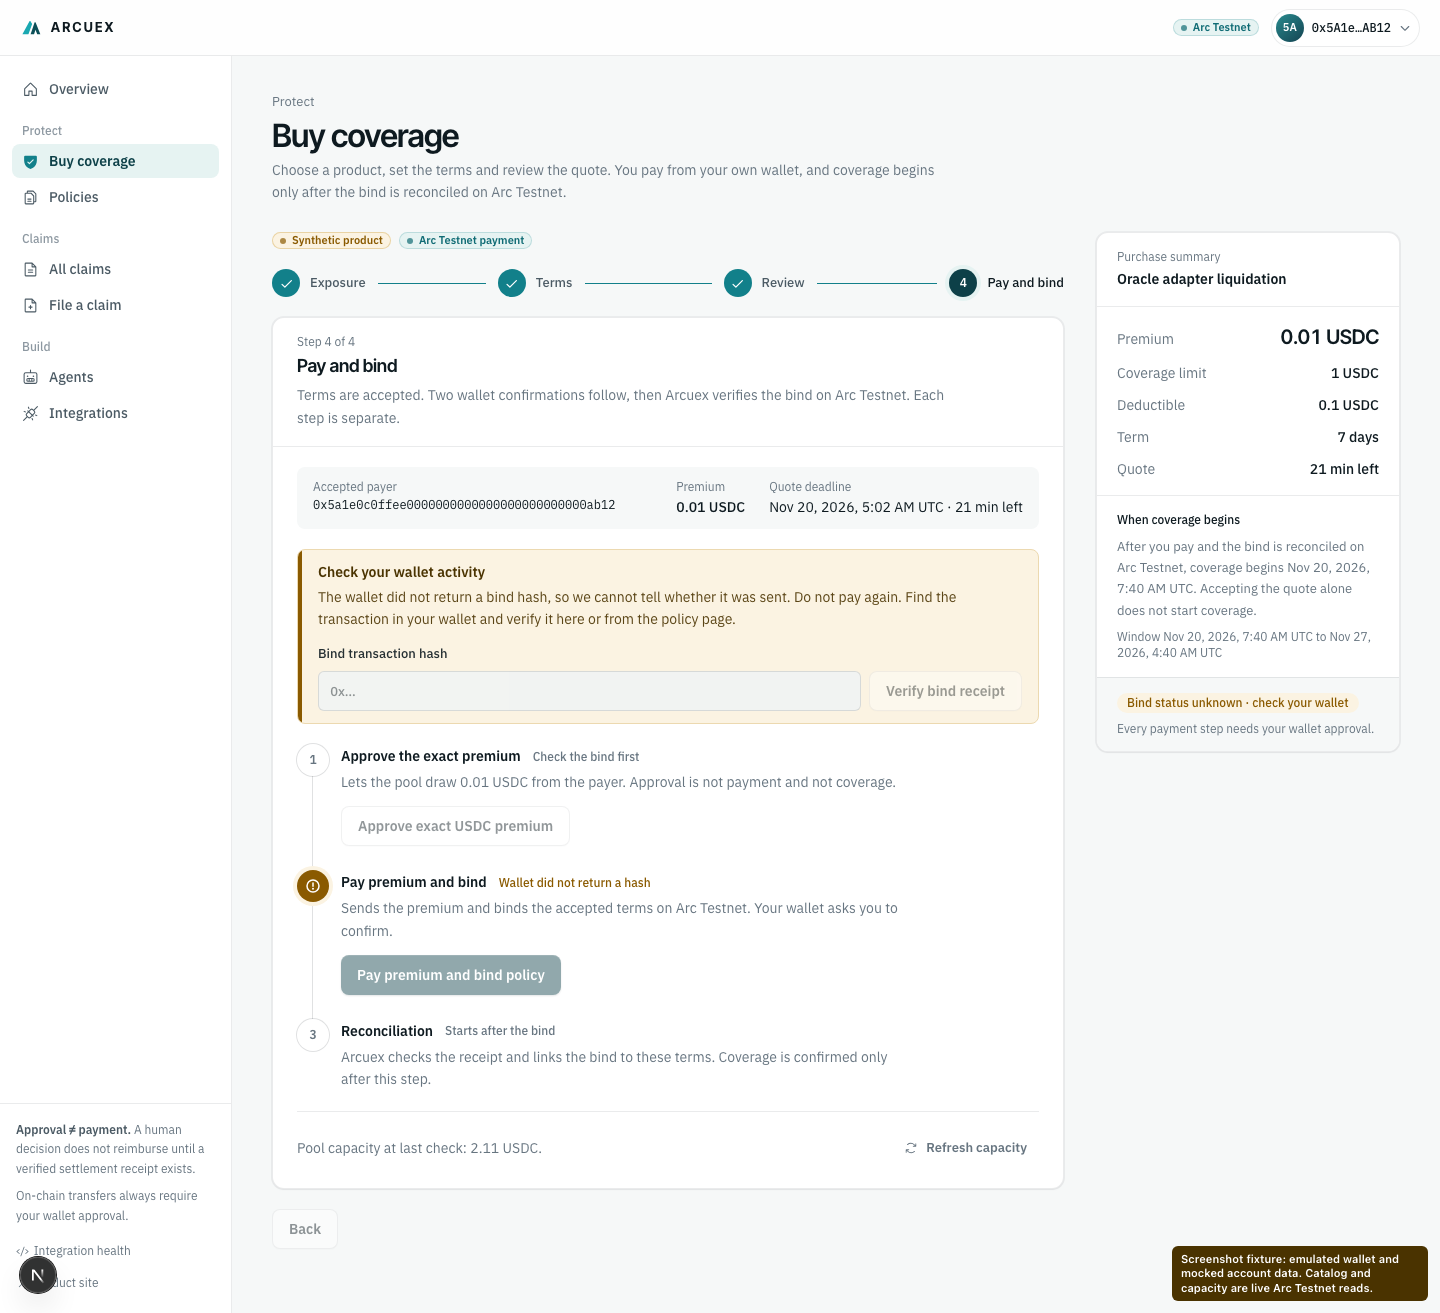 ARCUEX
Arc Testnet
5A
0x5A1e…AB12
Overview
Protect
Buy coverage
Policies
Claims
All claims
File a claim
Build
Agents
Integrations
Approval ≠ payment. A human
decision does not reimburse until a
verified settlement receipt exists.
On-chain transfers always require
your wallet approval.
</> Integration health
N
uct site
Protect
Buy coverage
Choose a product, set the terms and review the quote. You pay from your own wallet, and coverage begins
only after the bind is reconciled on Arc Testnet.
Synthetic product
Arc Testnet payment
Exposure
Terms
Review
4 Pay and bind
Step 4 of 4
Pay and bind
Terms are accepted. Two wallet confirmations follow, then Arcuex verifies the bind on Arc Testnet. Each
step is separate.
Accepted payer
Premium
Quote deadline
0x5a1e0c0ffee0000000000000000000000000ab12
0.01 USDC
Nov 20, 2026, 5:02 AM UTC · 21 min left
Check your wallet activity
The wallet did not return a bind hash, so we cannot tell whether it was sent. Do not pay again. Find the
transaction in your wallet and verify it here or from the policy page.
Bind transaction hash
0x...
Verify bind receipt
1
Approve the exact premium
Check the bind first
Lets the pool draw 0.01 USDC from the payer. Approval is not payment and not coverage.
Approve exact USDC premium
Pay premium and bind
Wallet did not return a hash
Sends the premium and binds the accepted terms on Arc Testnet. Your wallet asks you to
confirm.
Pay premium and bind policy
3
Reconciliation
Starts after the bind
Arcuex checks the receipt and links the bind to these terms. Coverage is confirmed only
after this step.
Pool capacity at last check: 2.11 USDC.
Refresh capacity
Back
Purchase summary
Oracle adapter liquidation
Premium 0.01 USDC
Coverage limit 1 USDC
Deductible 0.1 USDC
Term 7 days
Quote 21 min left
When coverage begins
After you pay and the bind is reconciled on
Arc Testnet, coverage begins Nov 20, 2026,
7:40 AM UTC. Accepting the quote alone
does not start coverage.
Window Nov 20, 2026, 7:40 AM UTC to Nov 27,
2026, 4:40 AM UTC
Bind status unknown · check your wallet
Every payment step needs your wallet approval.
Screenshot fixture: emulated wallet and
mocked account data. Catalog and
capacity are live Arc Testnet reads.